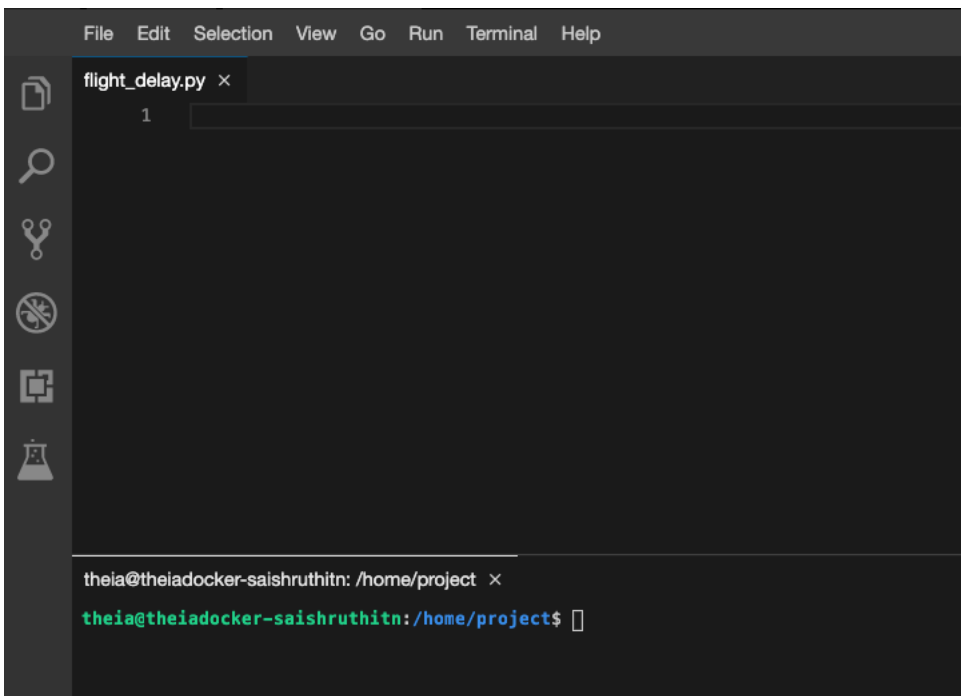 File Edit Selection View Go Run Terminal Help
flight_delay.py ×
1
theia@theiadocker-saishruthitn: /home/project ×
theia@theiadocker-saishruthitn:/home/project$